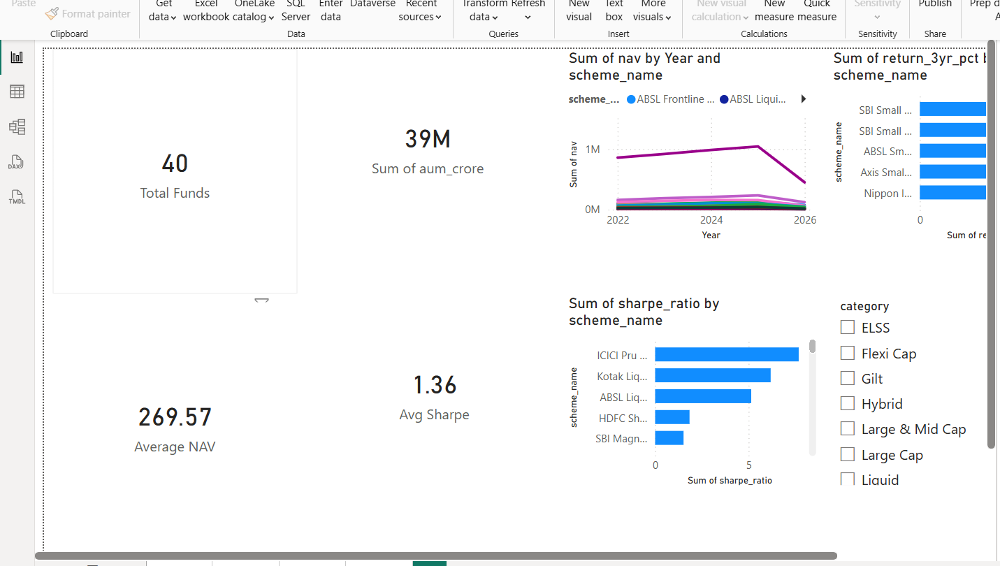 Paste
Format painter
Clipboard
Get data
Excel workbook
OneLake catalog
SQL Server
Enter data
Dataverse
Recent sources
Data
Transform data
Refresh
Queries
New visual
Text box
More visuals
Insert
New visual calculation
New measure
Quick measure
Calculations
Sensitivity
Sensitivity
Publish
Share
Prep d
A
DAX
TMDL
40
Total Funds
39M
Sum of aum_crore
269.57
Average NAV
1.36
Avg Sharpe
Sum of nav by Year and
scheme_name
scheme_... ABSL Frontline ... ABSL Liqui...
Sum of nav
1M
0M
2022 2024 2026
Year
Sum of return_3yr_pct
scheme_name
scheme_name
SBI Small ...
SBI Small ...
ABSL Sm...
Axis Smal...
Nippon I...
0
Sum of re
Sum of sharpe_ratio by
scheme_name
scheme_name
ICICI Pru ...
Kotak Liq...
ABSL Liq...
HDFC Sh...
SBI Magn...
0 5
Sum of sharpe_ratio
category
ELSS
Flexi Cap
Gilt
Hybrid
Large & Mid Cap
Large Cap
Liquid